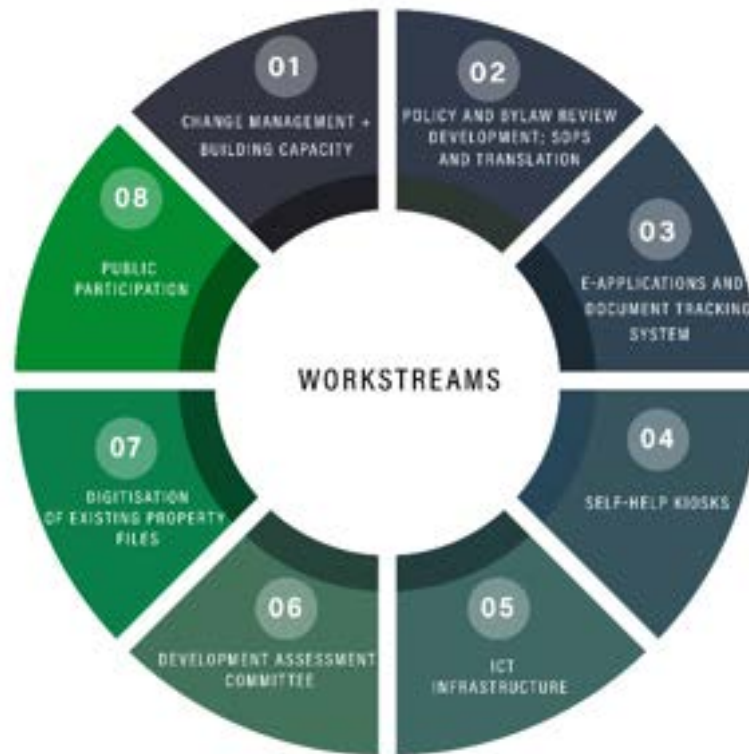 01
CHANGE MANAGEMENT +
BUILDING CAPACITY
02
POLICY AND BYLAW REVIEW
DEVELOPMENT; SOPS
AND TRANSLATION
03
E-APPLICATIONS AND
DOCUMENT TRACKING
SYSTEM
04
SELF-HELP KIOSKS
05
ICT
INFRASTRUCTURE
06
DEVELOPMENT ASSESSMENT
COMMITTEE
07
DIGITISATION
OF EXISTING PROPERTY
FILES
08
PUBLIC
PARTICIPATION
WORKSTREAMS